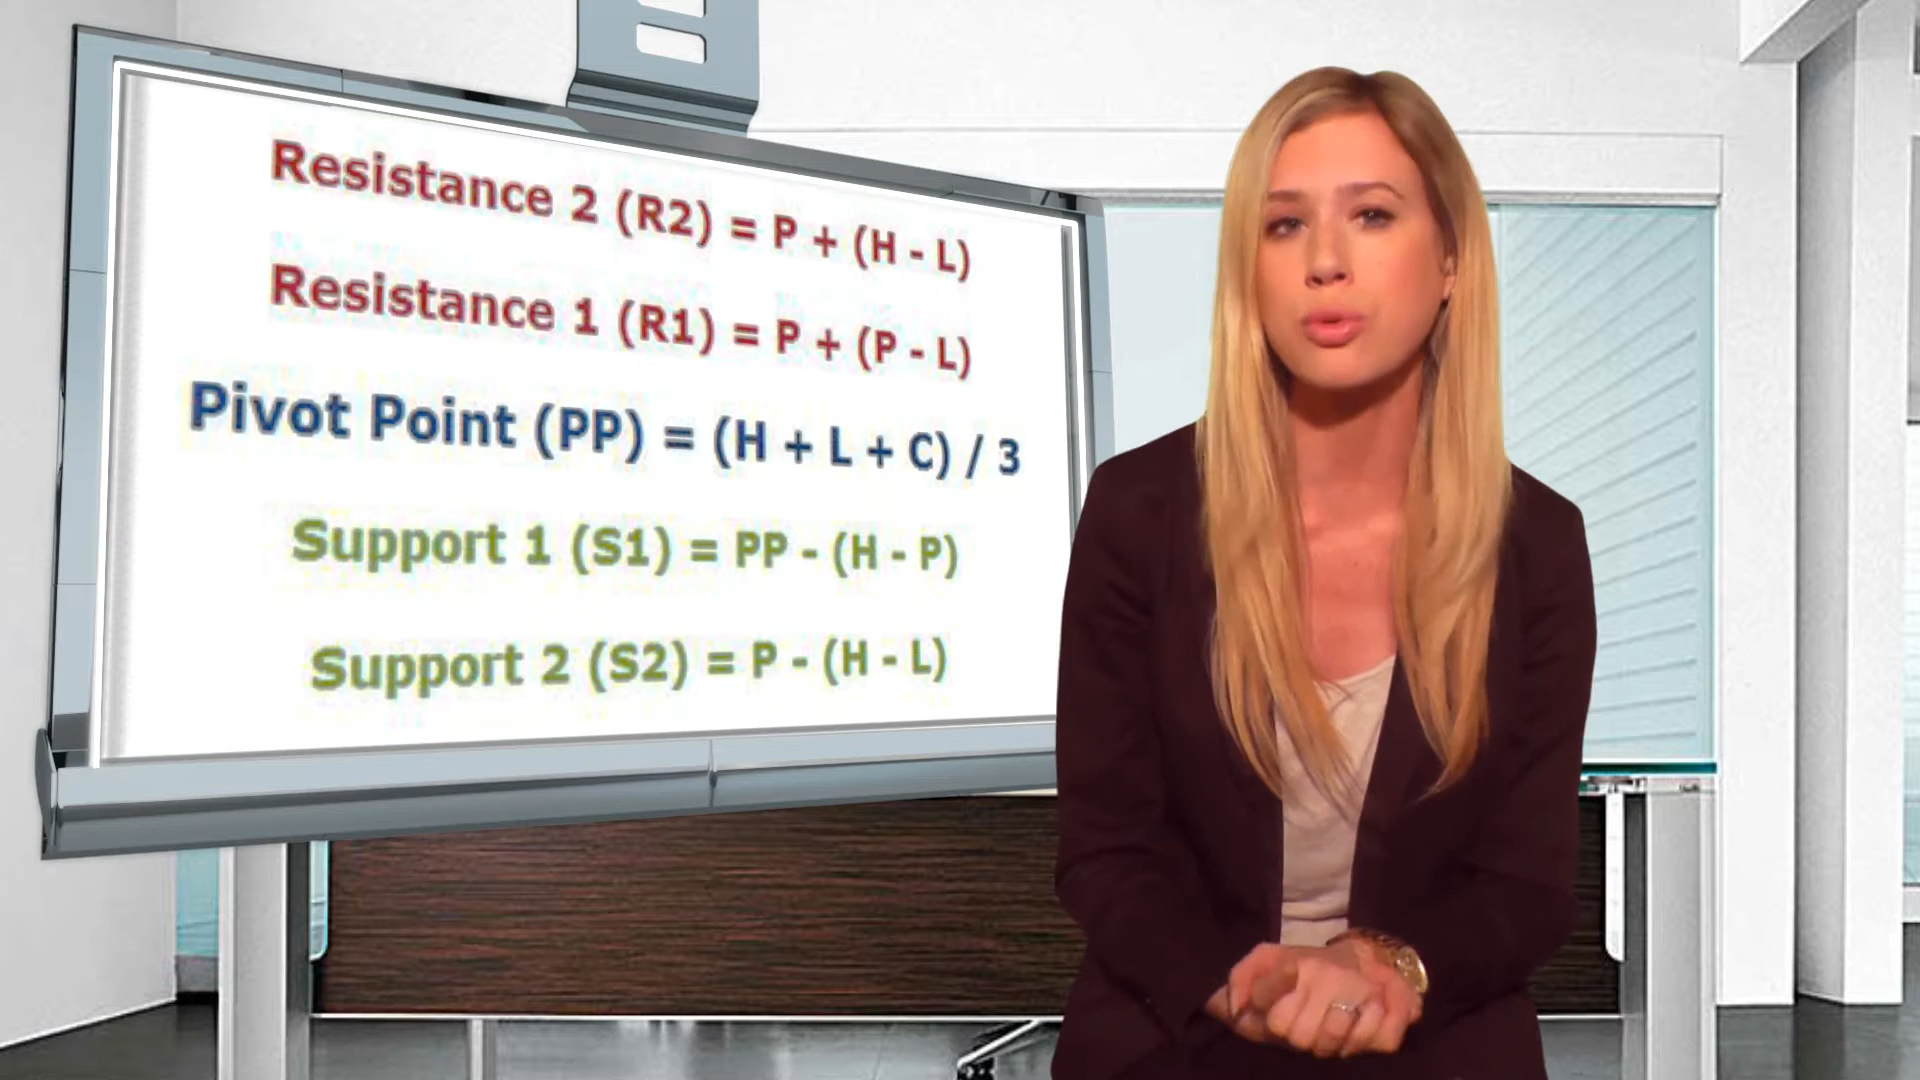 Resistance 2 (R2) = P + (H - L)
Resistance 1 (R1) = P + (P - L)
Pivot Point (PP) = (H + L + C) / 3
Support 1 (S1) = PP - (H - P)
Support 2 (S2) = P - (H - L)